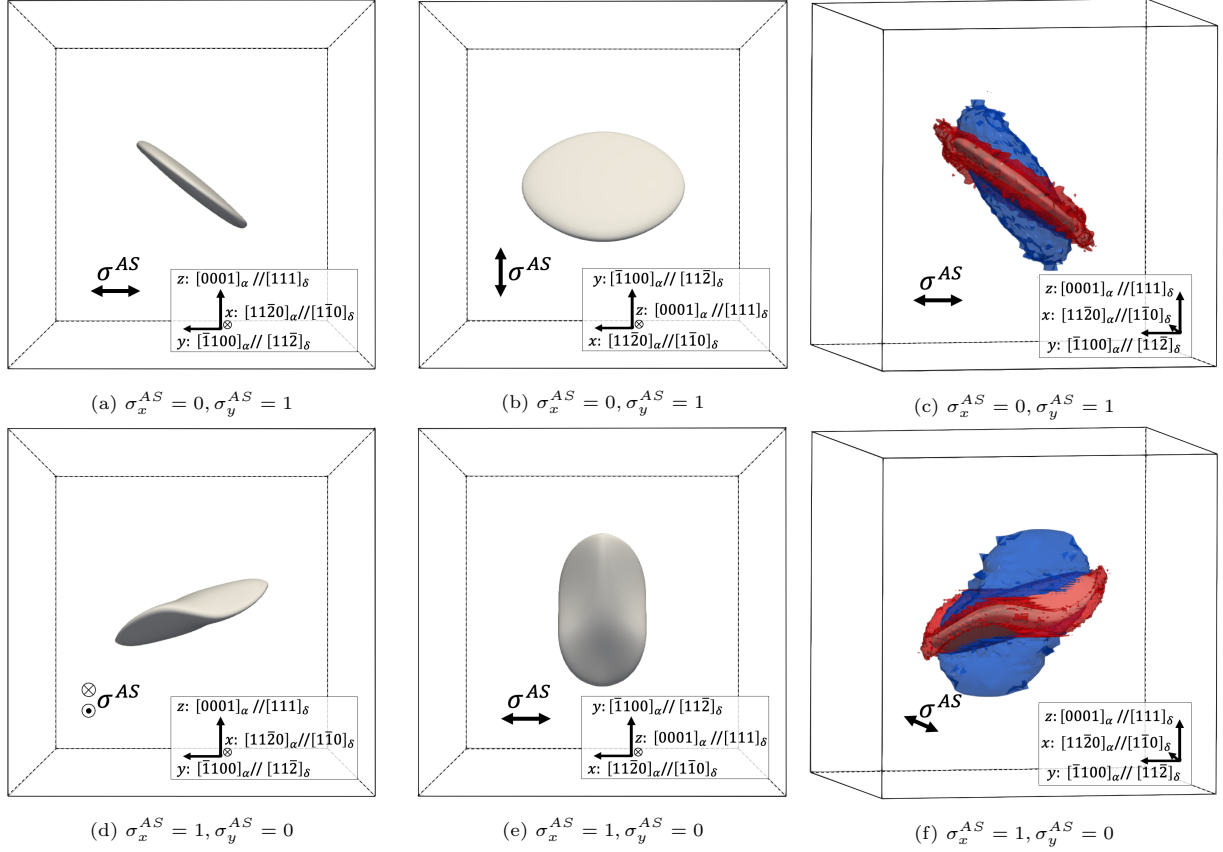 σ^AS
z: [0001]_α //[111]_δ
x: [112̄0]_α//[11̄0]_δ
y: [1̄100]_α// [112̄]_δ
(a) σ_x^AS = 0, σ_y^AS = 1
σ^AS
y: [1̄100]_α// [112̄]_δ
z: [0001]_α //[111]_δ
x: [112̄0]_α//[11̄0]_δ
(b) σ_x^AS = 0, σ_y^AS = 1
σ^AS
z: [0001]_α //[111]_δ
x: [112̄0]_α//[11̄0]_δ
y: [1̄100]_α// [112̄]_δ
(c) σ_x^AS = 0, σ_y^AS = 1
σ^AS
z: [0001]_α //[111]_δ
x: [112̄0]_α//[11̄0]_δ
y: [1̄100]_α// [112̄]_δ
(d) σ_x^AS = 1, σ_y^AS = 0
σ^AS
y: [1̄100]_α// [112̄]_δ
z: [0001]_α //[111]_δ
x: [112̄0]_α//[11̄0]_δ
(e) σ_x^AS = 1, σ_y^AS = 0
σ^AS
z: [0001]_α //[111]_δ
x: [112̄0]_α//[11̄0]_δ
y: [1̄100]_α// [112̄]_δ
(f) σ_x^AS = 1, σ_y^AS = 0